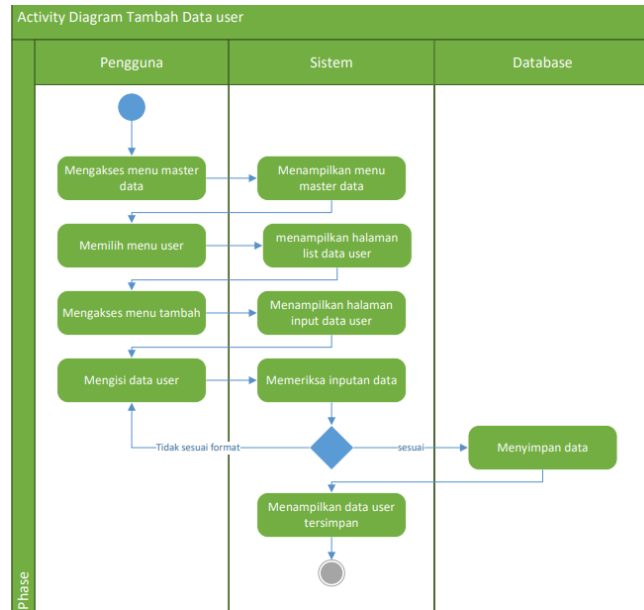 Activity Diagram Tambah Data user
Pengguna
Sistem
Database
Mengakses menu master
data
Menampilkan menu
master data
Memilih menu user
menampilkan halaman
list data user
Mengakses menu tambah
Menampilkan halaman
input data user
Mengisi data user
Memeriksa inputan data
Tidak sesuai format
sesuai
Menyimpan data
Menampilkan data user
tersimpan
Phase